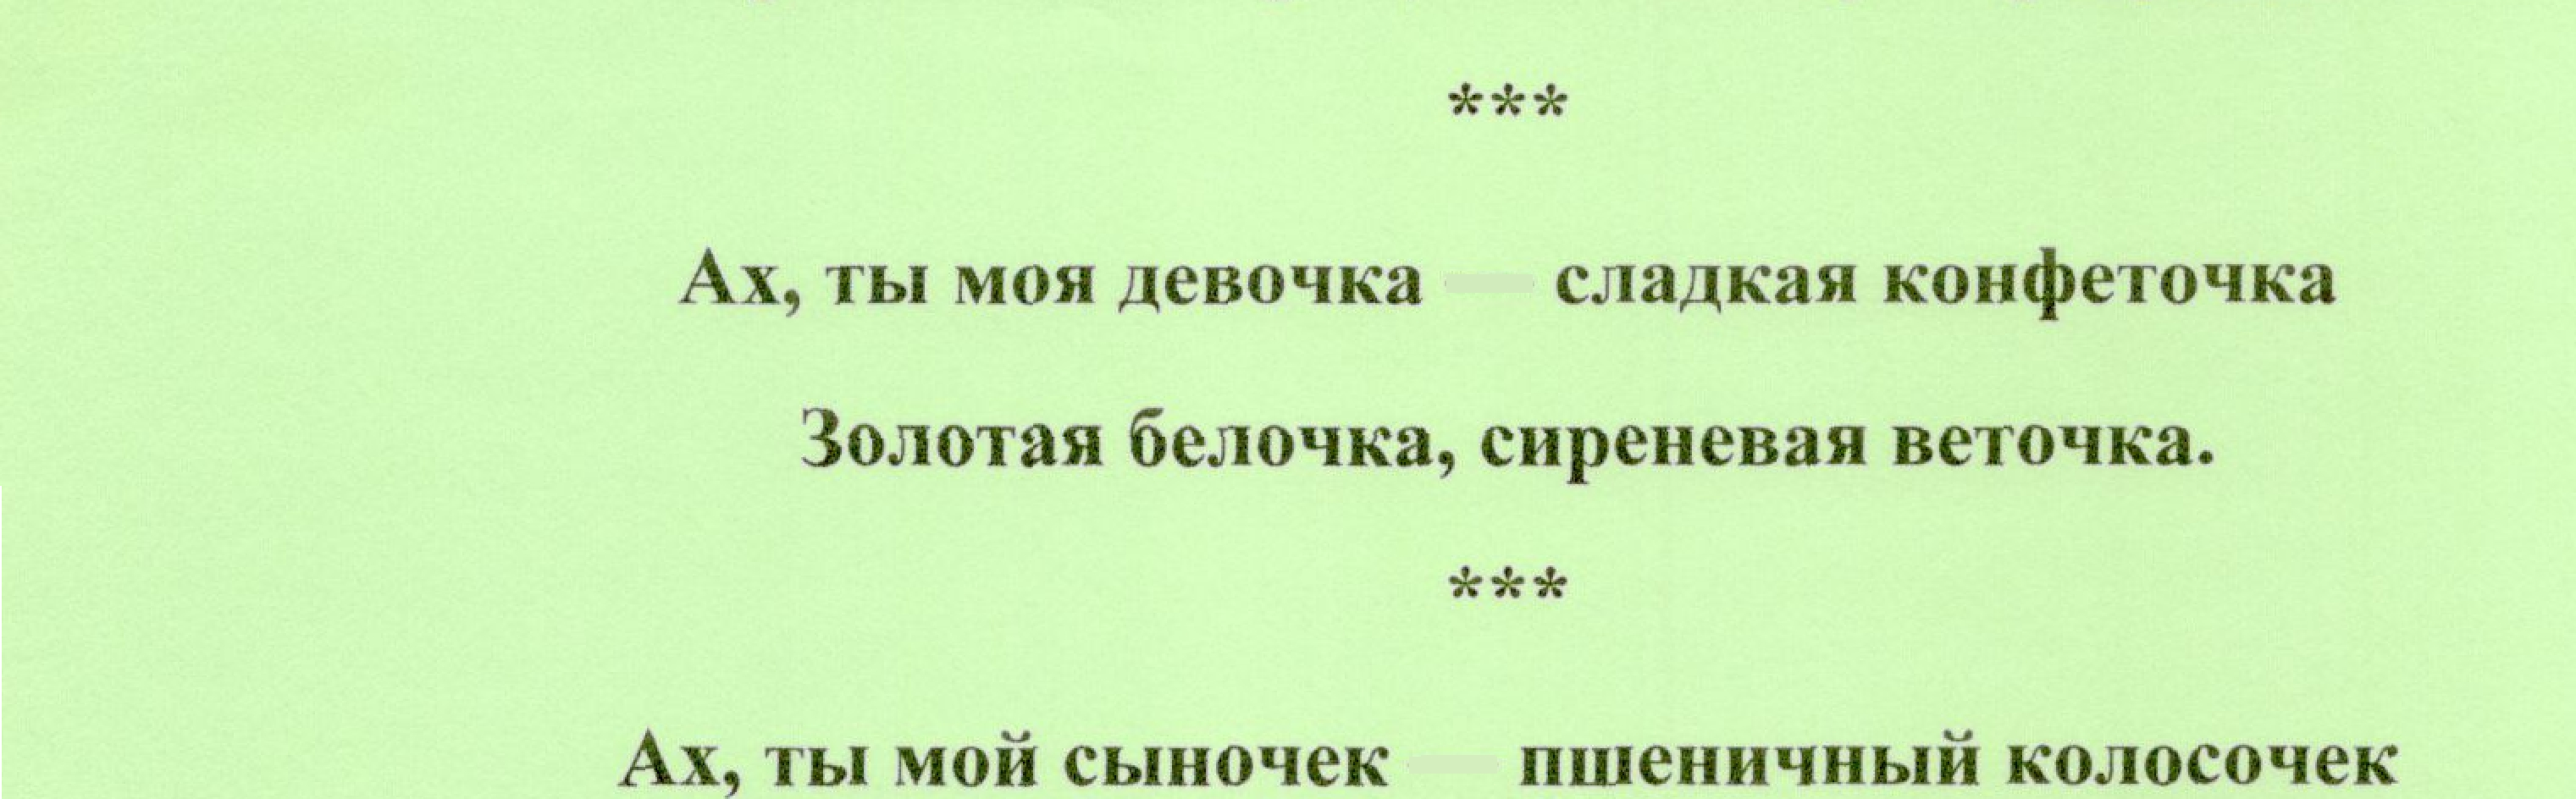 ***
Ах, ты моя девочка сладкая конфеточка
Золотая белочка, сиреневая веточка.
***
Ах, ты мой сыночек пшеничный колосочек